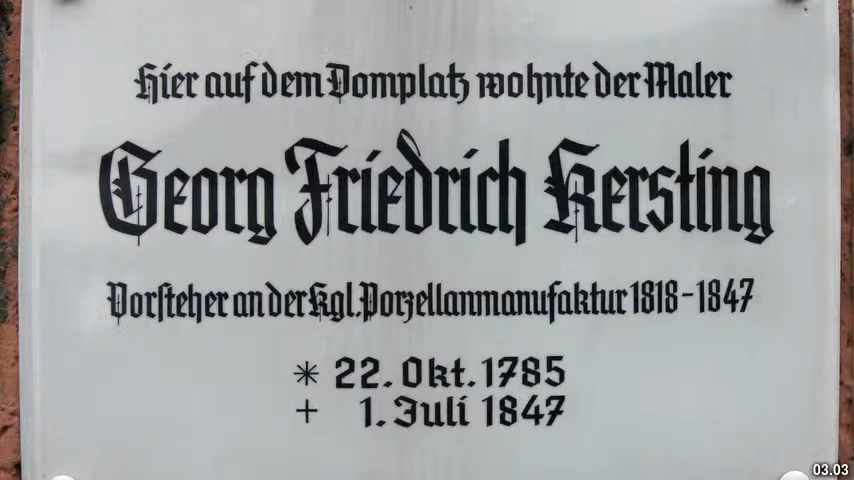 Hier auf dem Domplatz wohnte der Maler
Georg Friedrich Kersting
Vorsteher an der Kgl. Porzellanmanufaktur 1818-1847
* 22. Okt. 1785
+ 1. Juli 1847
03.03